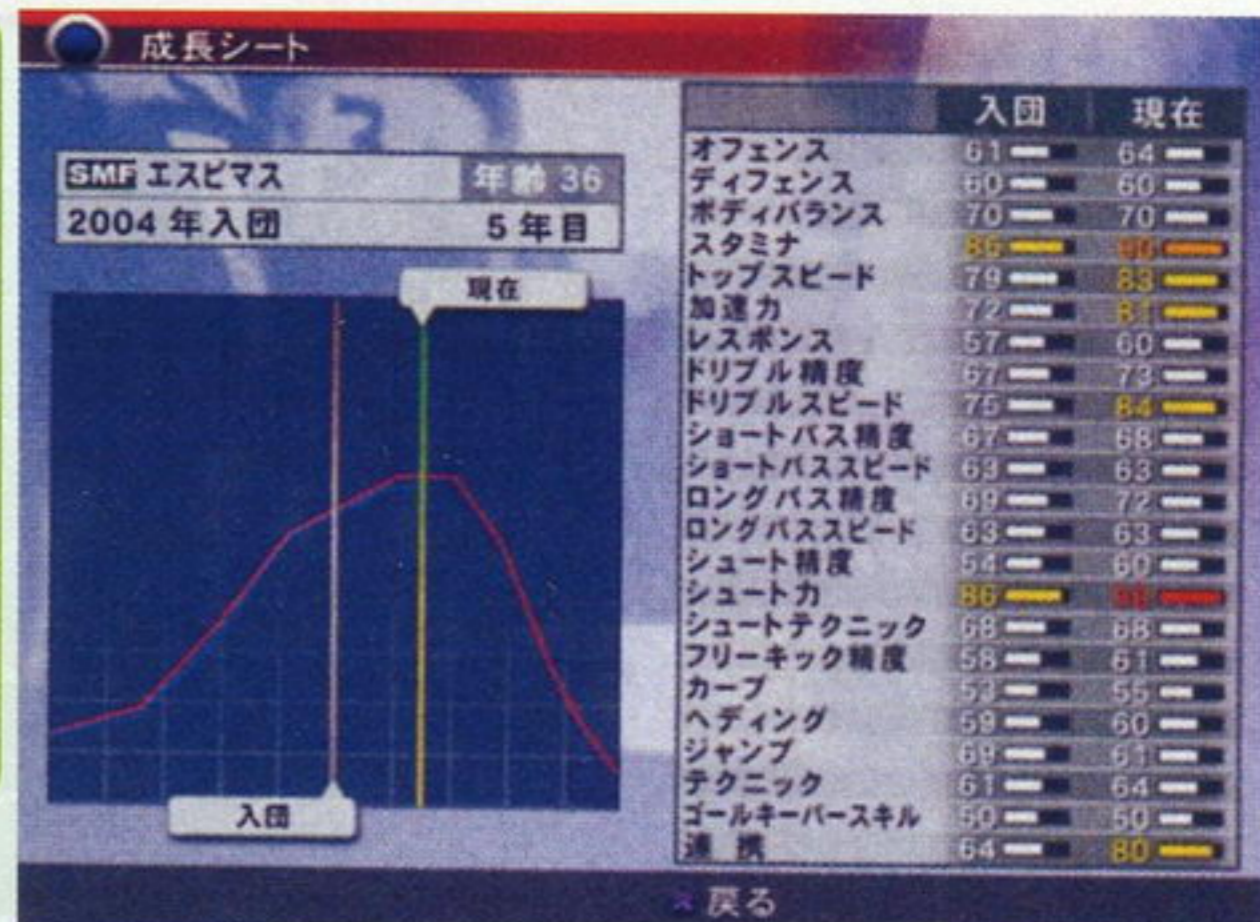 成長シート
SMF エスピマス 年齢 36
2004 年入団 5 年目
現在
入団
入団 現在
オフェンス 61 64
ディフェンス 60 60
ボディバランス 70 70
スタミナ 86
トップスピード 79 83
加速力 72 81
レスポンス 57 60
ドリブル精度 67 73
ドリブルスピード 75 84
ショートパス精度 67 68
ショートパススピード 63 63
ロングパス精度 69 72
ロングパススピード 63 63
シュート精度 54 60
シュート力 86
シュートテクニック 68 68
フリーキック精度 58 61
カーブ 53 55
ヘディング 59 60
ジャンプ 69 61
テクニック 61 64
ゴールキーパースキル 50 50
連携 64 80
× 戻る